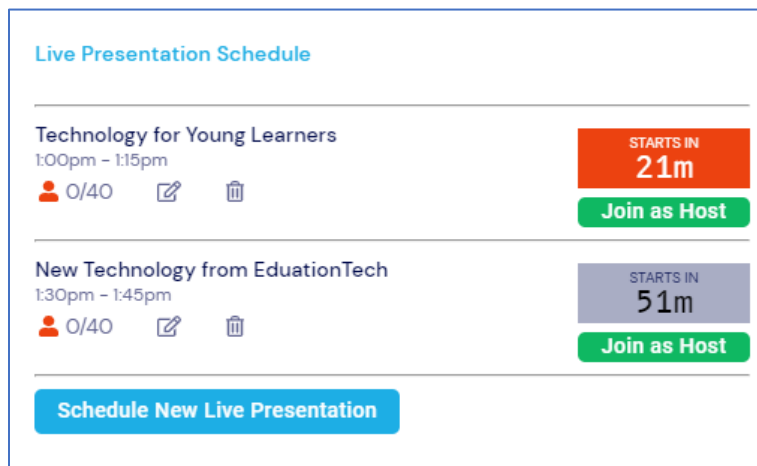 Live Presentation Schedule
Technology for Young Learners
1:00pm - 1:15pm
0/40
STARTS IN
21m
Join as Host
New Technology from EduationTech
1:30pm - 1:45pm
0/40
STARTS IN
51m
Join as Host
Schedule New Live Presentation